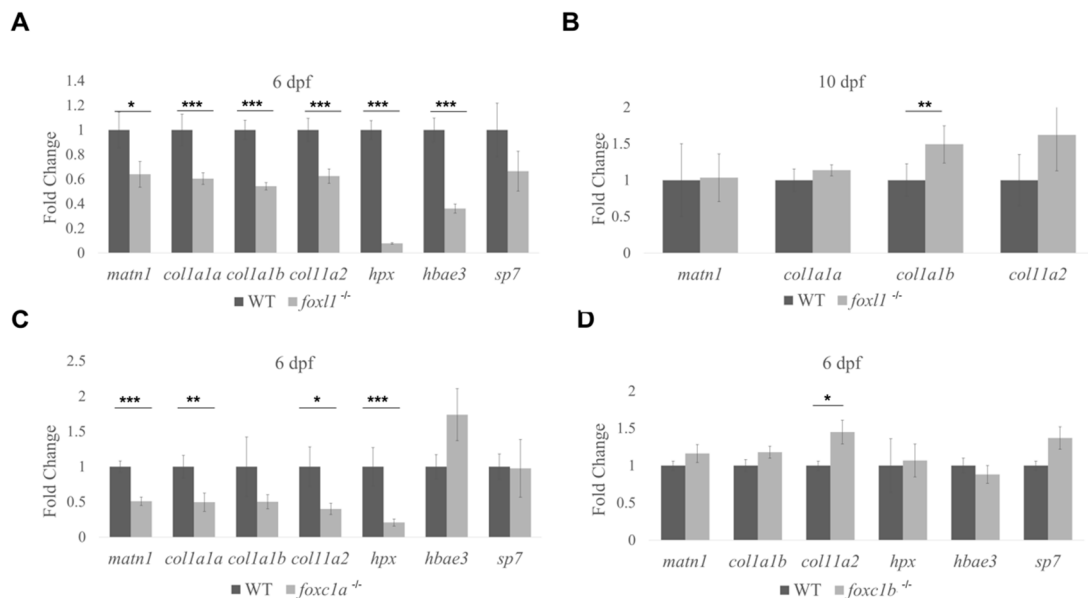 A
6 dpf
1.4
1.2
1
0.8
0.6
0.4
0.2
0
Fold Change
* *** *** *** *** ***
matn1 col1a1a col1a1b col11a2 hpx hbae3 sp7
WT foxl1 -/-
B
10 dpf
2
1.5
1
0.5
0
Fold Change
**
matn1 col1a1a col1a1b col11a2
WT foxl1 -/-
C
6 dpf
2.5
2
1.5
1
0.5
0
Fold Change
*** ** * ***
matn1 col1a1a col1a1b col11a2 hpx hbae3 sp7
WT foxc1a -/-
D
6 dpf
2
1.5
1
0.5
0
Fold Change
*
matn1 col1a1b col11a2 hpx hbae3 sp7
WT foxc1b -/-